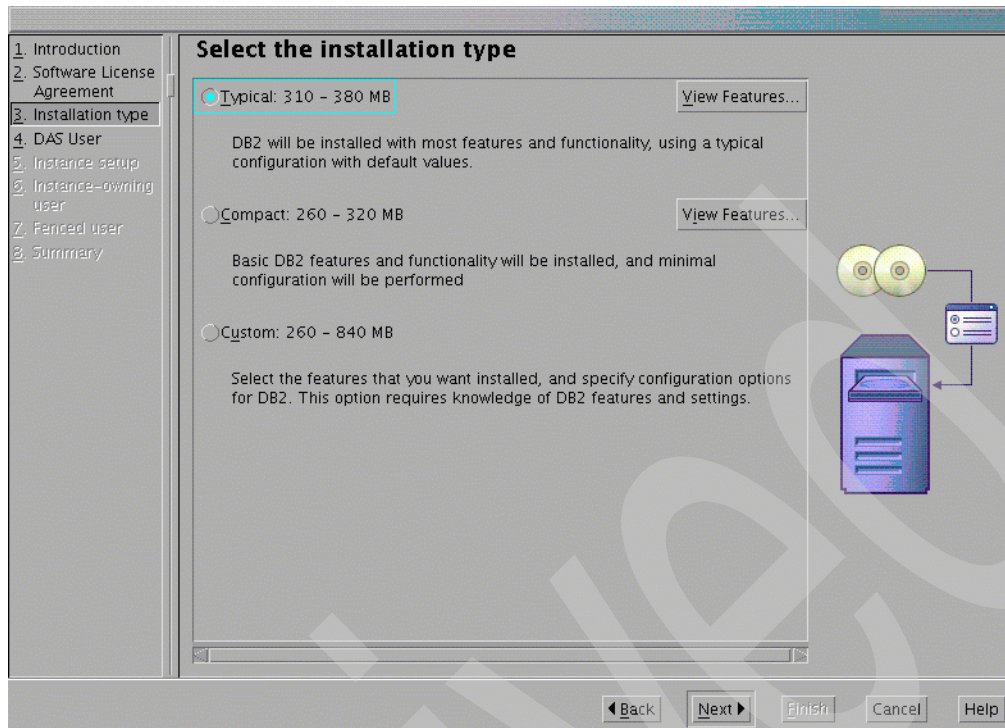 1. Introduction
2. Software License
Agreement
3. Installation type
4. DAS User
5. Instance setup
6. Instance-owning
user
7. Fenced user
8. Summary
Select the installation type
Typical: 310 - 380 MB
View Features...
DB2 will be installed with most features and functionality, using a typical
configuration with default values.
Compact: 260 - 320 MB
View Features...
Basic DB2 features and functionality will be installed, and minimal
configuration will be performed
Custom: 260 - 840 MB
Select the features that you want installed, and specify configuration options
for DB2. This option requires knowledge of DB2 features and settings.
Back
Next
Finish
Cancel
Help